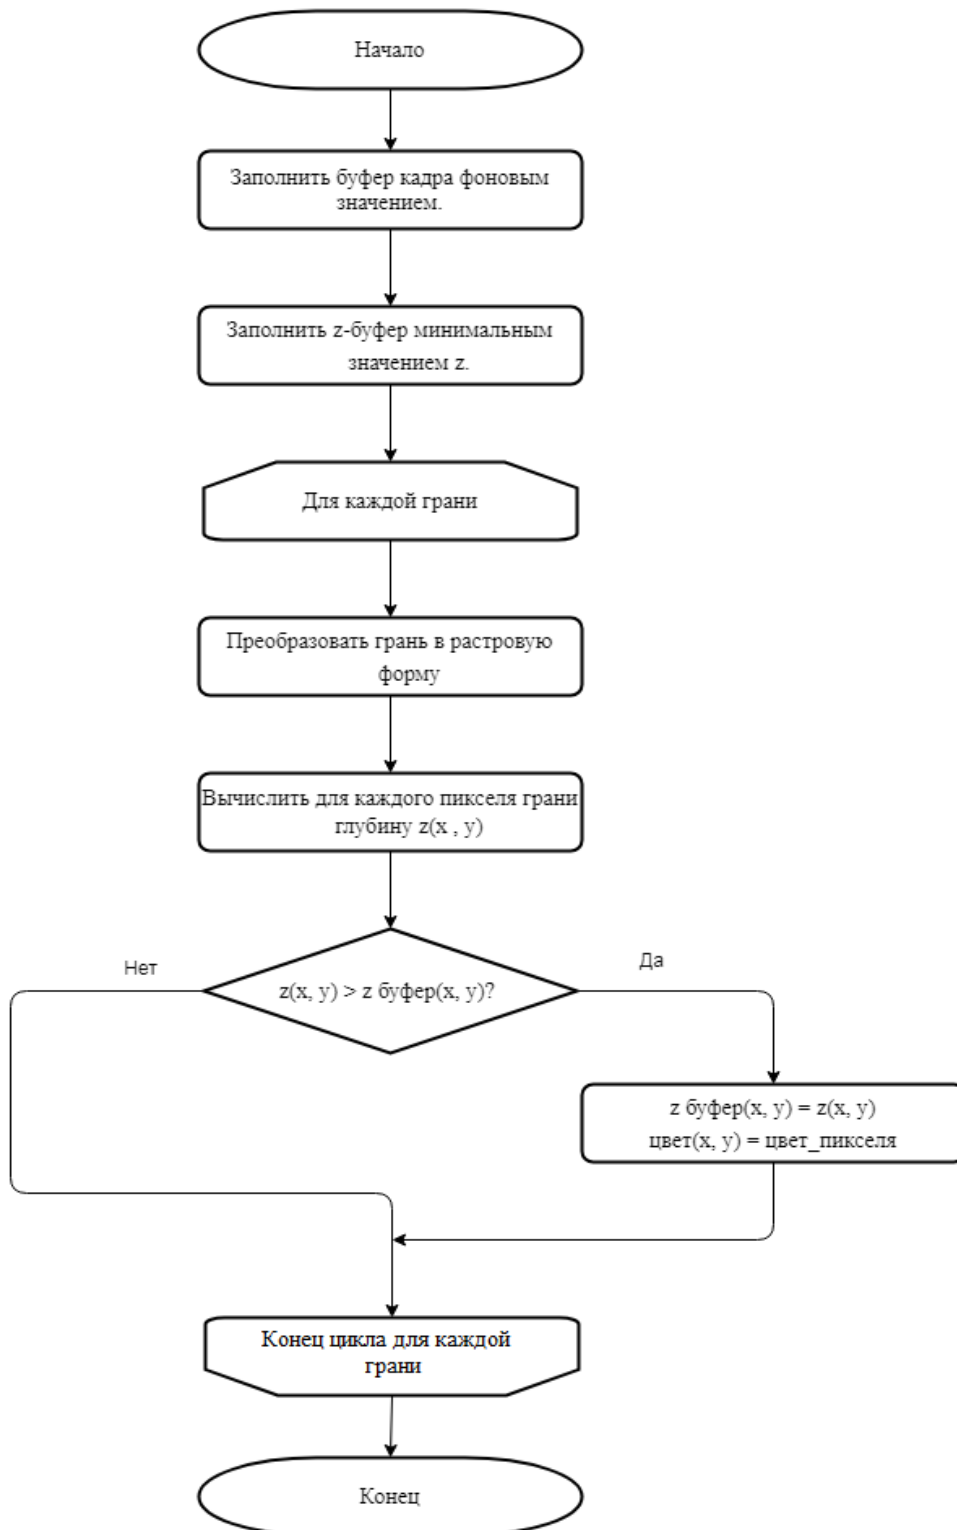 Начало
Заполнить буфер кадра фоновым
значением.
Заполнить z-буфер минимальным
значением z.
Для каждой грани
Преобразовать грань в растровую
форму
Вычислить для каждого пикселя грани
глубину z(x , y)
Нет
Да
z(x, y) > z буфер(x, y)?
z буфер(x, y) = z(x, y)
цвет(x, y) = цвет_пикселя
Конец цикла для каждой
грани
Конец